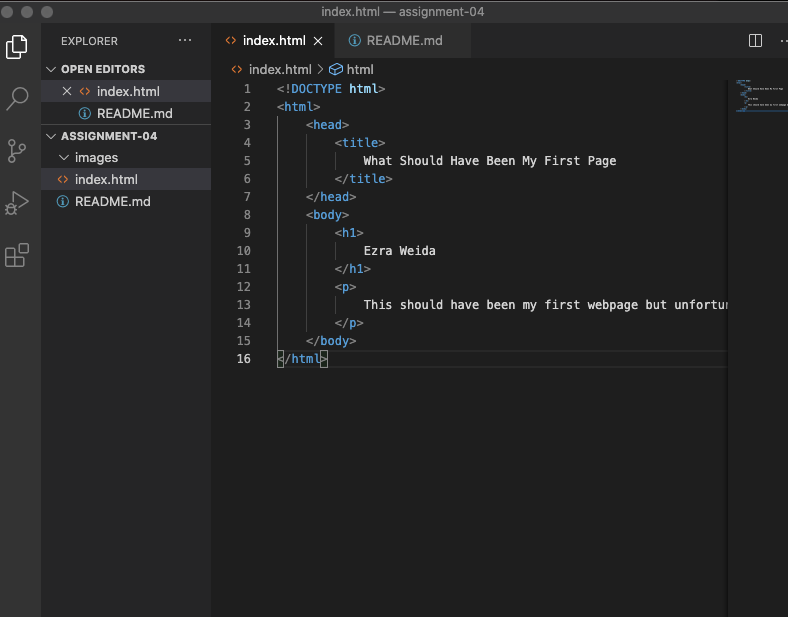 index.html — assignment-04
EXPLORER ···
index.html
README.md
OPEN EDITORS
index.html
README.md
ASSIGNMENT-04
images
index.html
README.md
index.html > html
1 <!DOCTYPE html>
2 <html>
3 <head>
4 <title>
5 What Should Have Been My First Page
6 </title>
7 </head>
8 <body>
9 <h1>
10 Ezra Weida
11 </h1>
12 <p>
13 This should have been my first webpage but
14 </p>
15 </body>
16 </html>